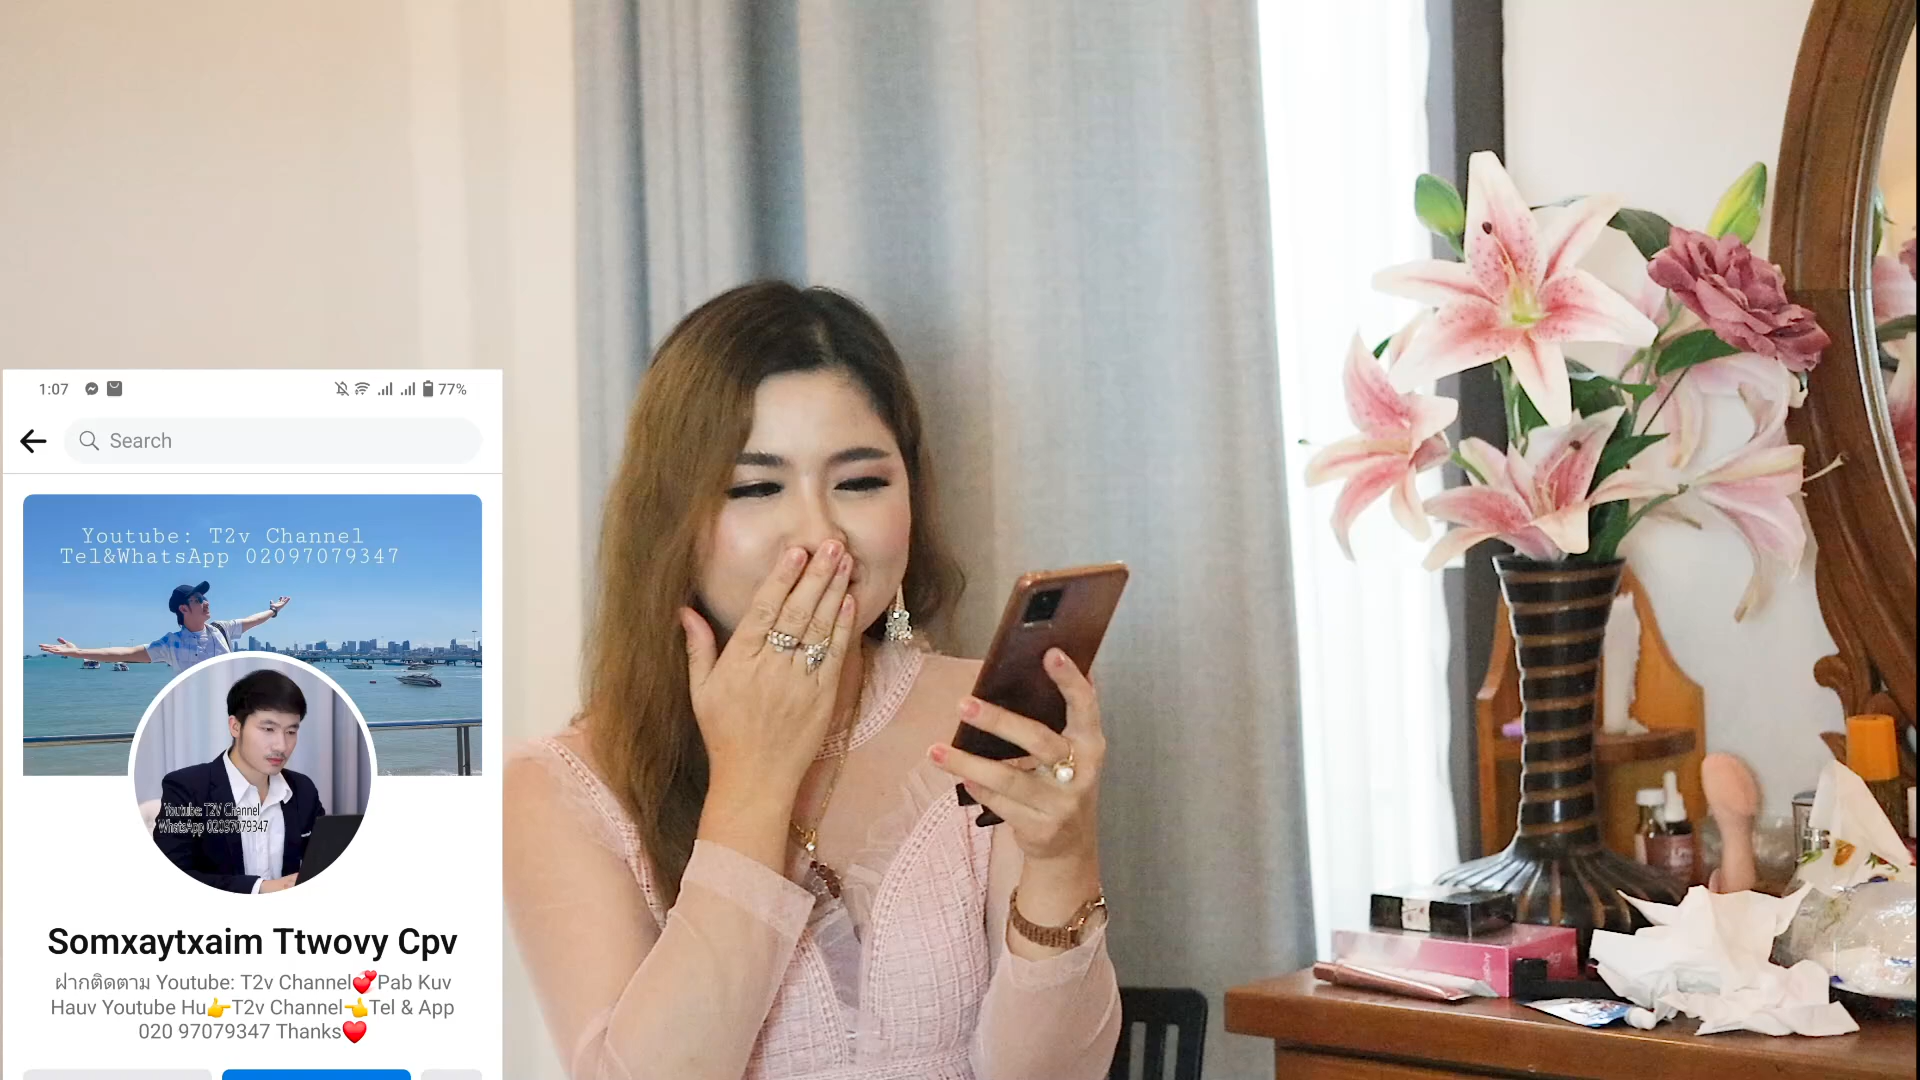 1:07
77%
Search
Youtube: T2v Channel
Tel&WhatsApp 02097079347
Youtube: T2V Channel
WhatsApp 02097079347
Somxaytxaim Ttwovy Cpv
ฝากติดตาม Youtube: T2v Channel💞Pab Kuv
Hauv Youtube Hu👉T2v Channel👈Tel & App
020 97079347 Thanks❤️